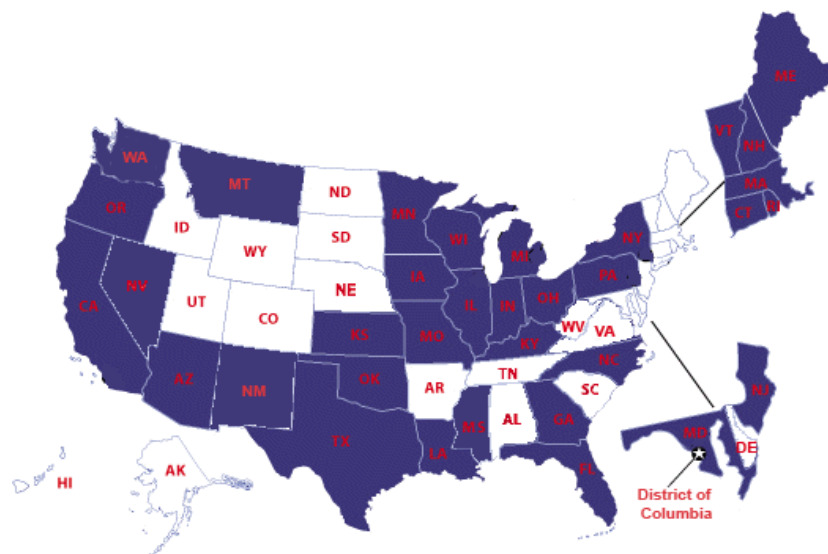 ME
VT
NH
WA
MT
ND
MA
OR
MN
CT
RI
ID
SD
WI
NY
WY
MI
PA
IA
NV
NE
OH
CA
UT
IL
IN
CO
WV
VA
KS
MO
KY
NC
AZ
OK
TN
NM
AR
SC
NJ
MS
AL
GA
TX
LA
MD
DE
FL
AK
HI
District of
Columbia